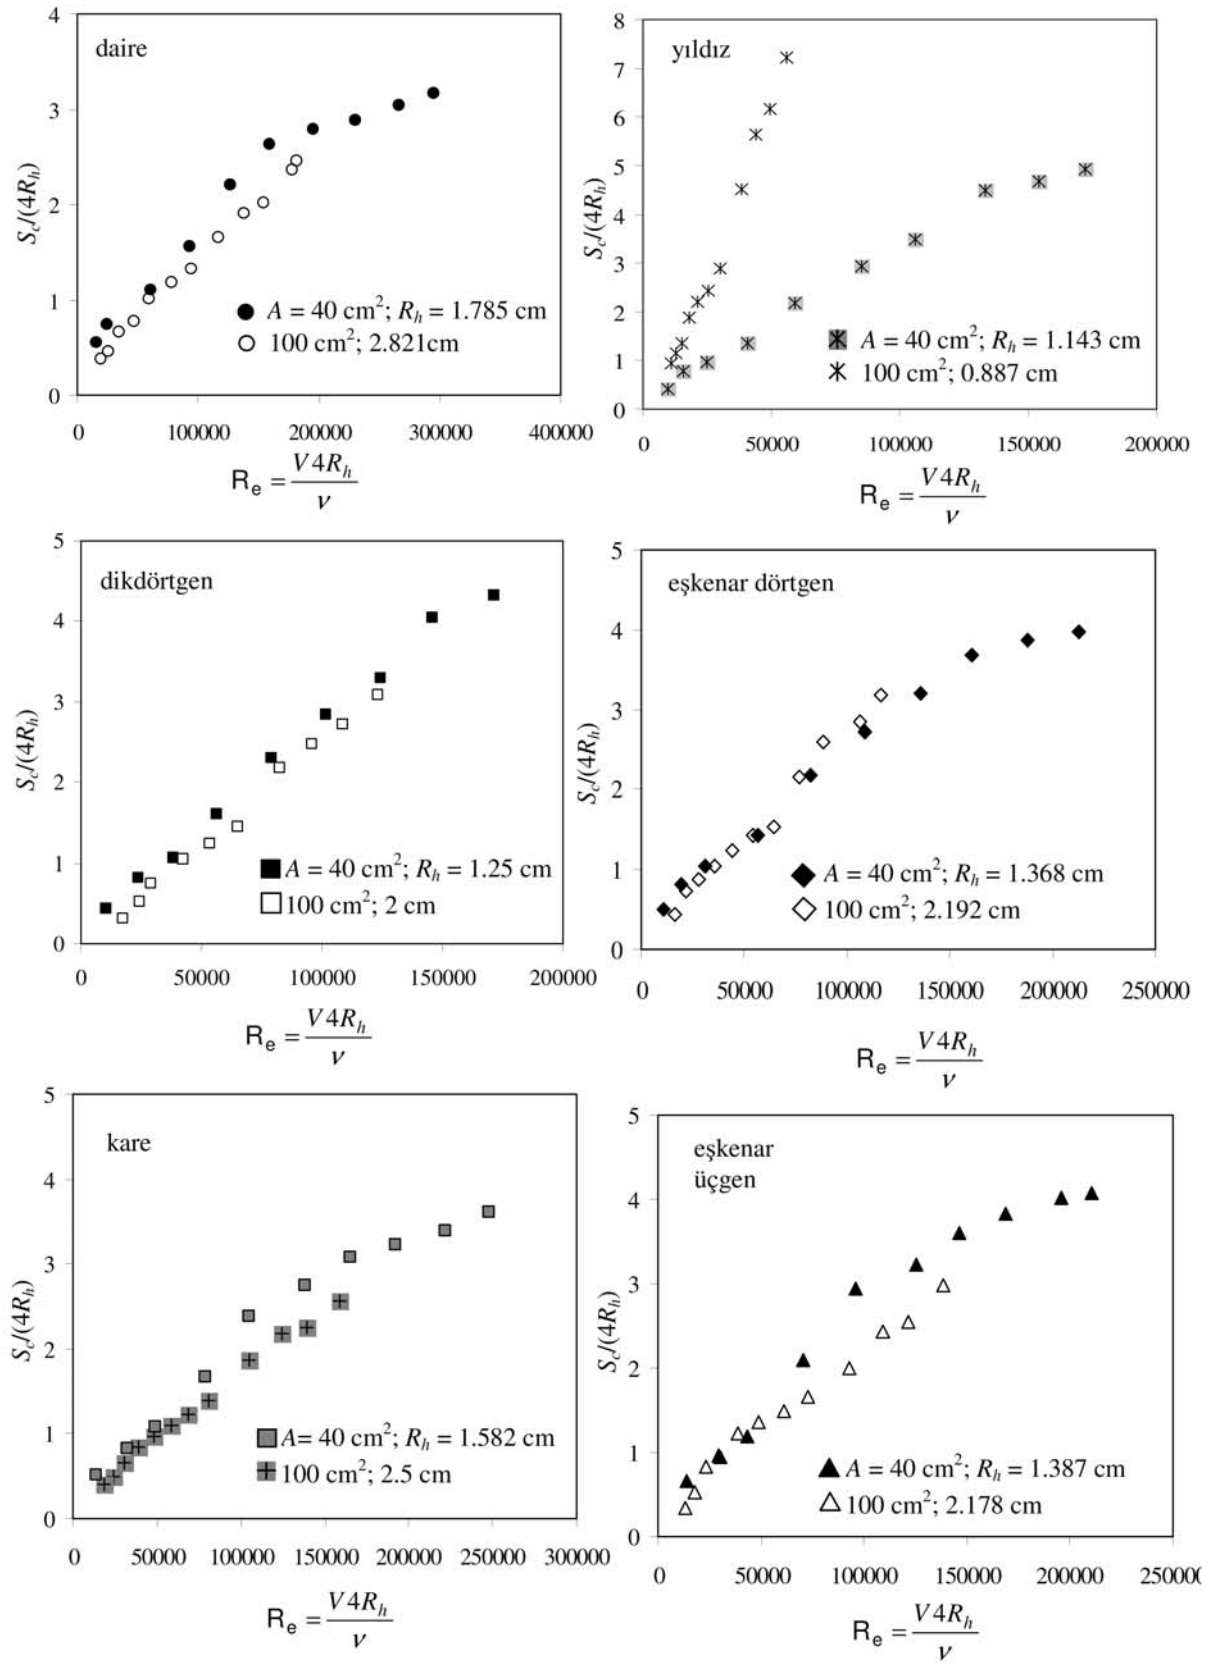 daire
4
3
2
1
0
S_c/(4R_h)
● A = 40 cm²; R_h = 1.785 cm
○ 100 cm²; 2.821cm
0 100000 200000 300000 400000
R_e = V4R_h / ν
yıldız
8
7
6
5
4
3
2
1
0
S_c/(4R_h)
A = 40 cm²; R_h = 1.143 cm
100 cm²; 0.887 cm
0 50000 100000 150000 200000
R_e = V4R_h / ν
dikdörtgen
5
4
3
2
1
0
S_c/(4R_h)
■ A = 40 cm²; R_h = 1.25 cm
□ 100 cm²; 2 cm
0 50000 100000 150000 200000
R_e = V4R_h / ν
eşkenar dörtgen
5
4
3
2
1
0
S_c/(4R_h)
◆ A = 40 cm²; R_h = 1.368 cm
◇ 100 cm²; 2.192 cm
0 50000 100000 150000 200000 250000
R_e = V4R_h / ν
kare
5
4
3
2
1
0
S_c/(4R_h)
A= 40 cm²; R_h = 1.582 cm
100 cm²; 2.5 cm
0 50000 100000 150000 200000 250000 300000
R_e = V4R_h / ν
eşkenar
üçgen
5
4
3
2
1
0
S_c/(4R_h)
▲ A = 40 cm²; R_h = 1.387 cm
△ 100 cm²; 2.178 cm
0 50000 100000 150000 200000 25000
R_e = V4R_h / ν